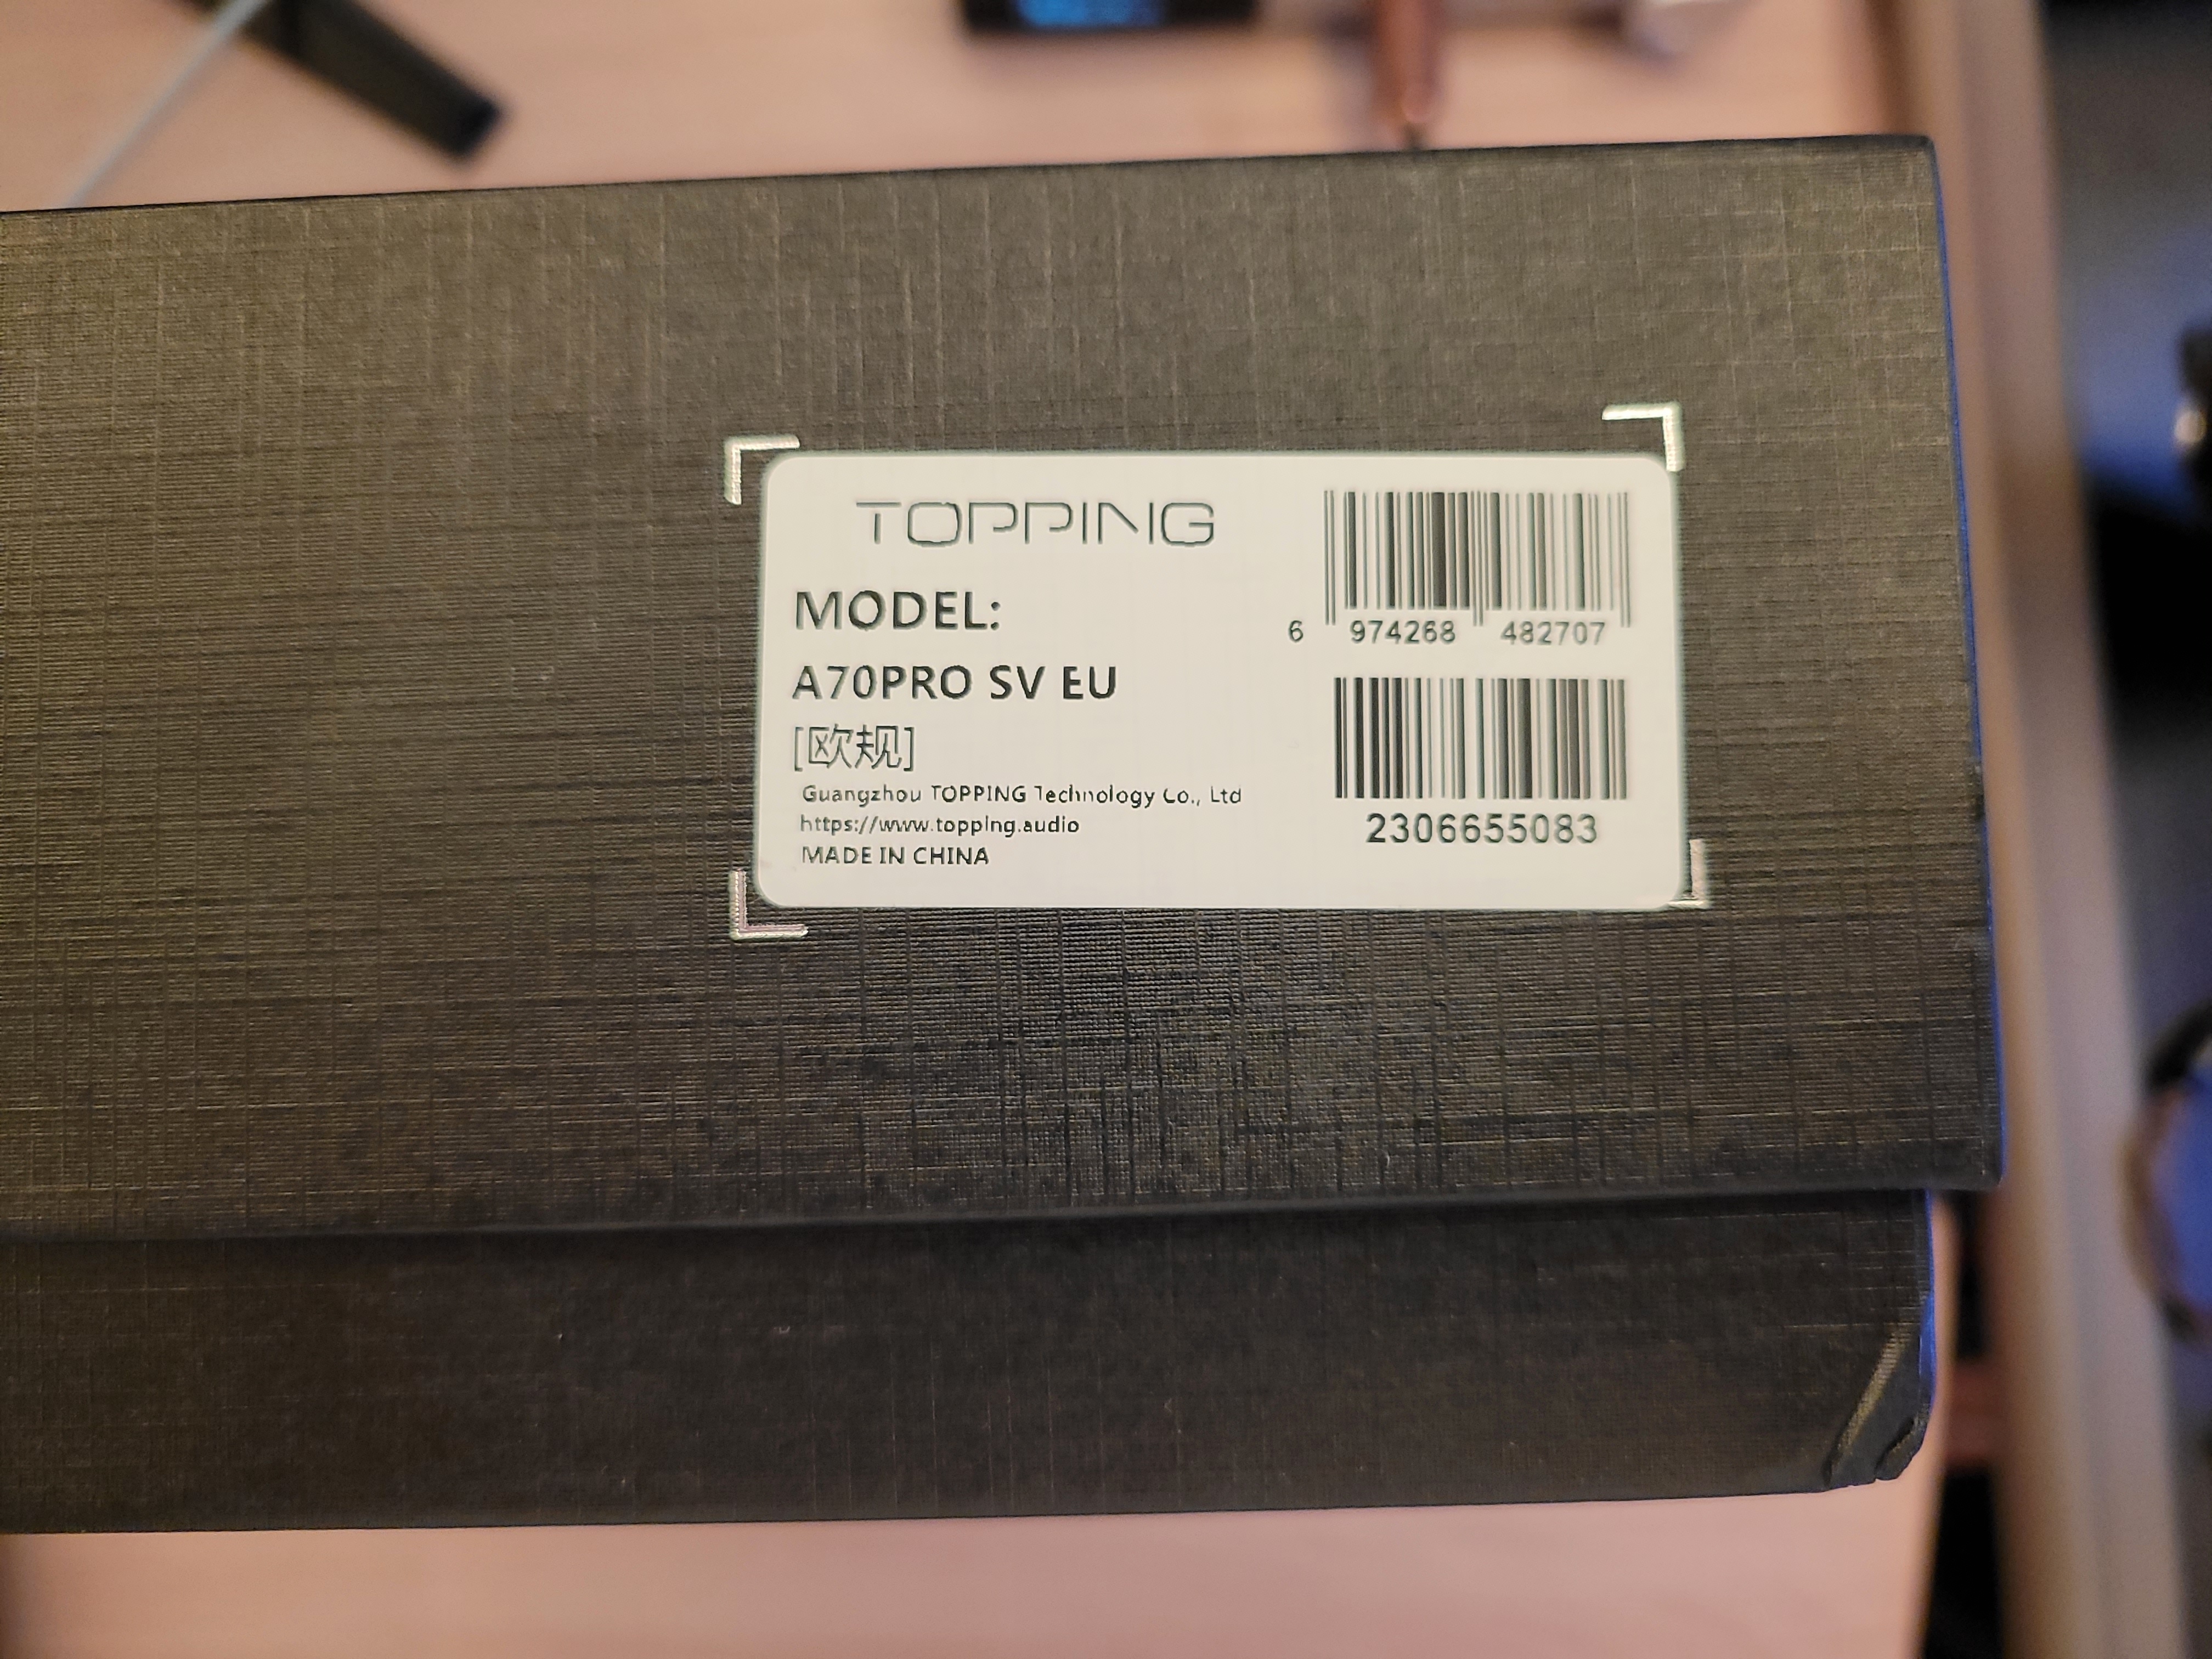 TOPPING
MODEL:
A70PRO SV EU
[欧规]
Guangzhou TOPPING Technology Co., Ltd
https://www.topping.audio
MADE IN CHINA
6 974268 482707
2306655083